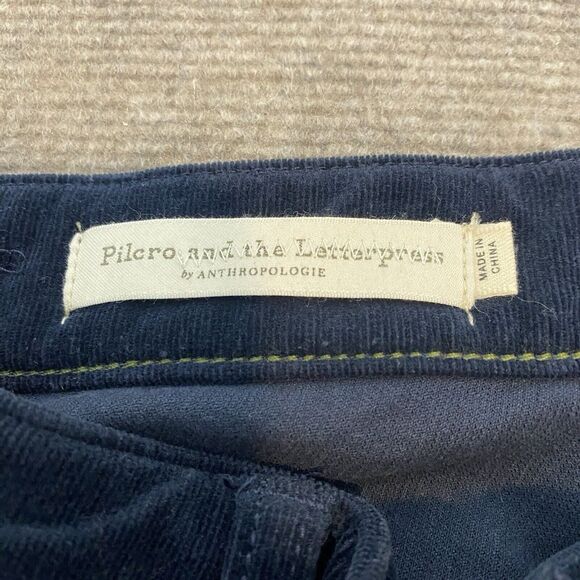 Pilcro and the Letterpress
by ANTHROPOLOGIE
MADE IN
CHINA